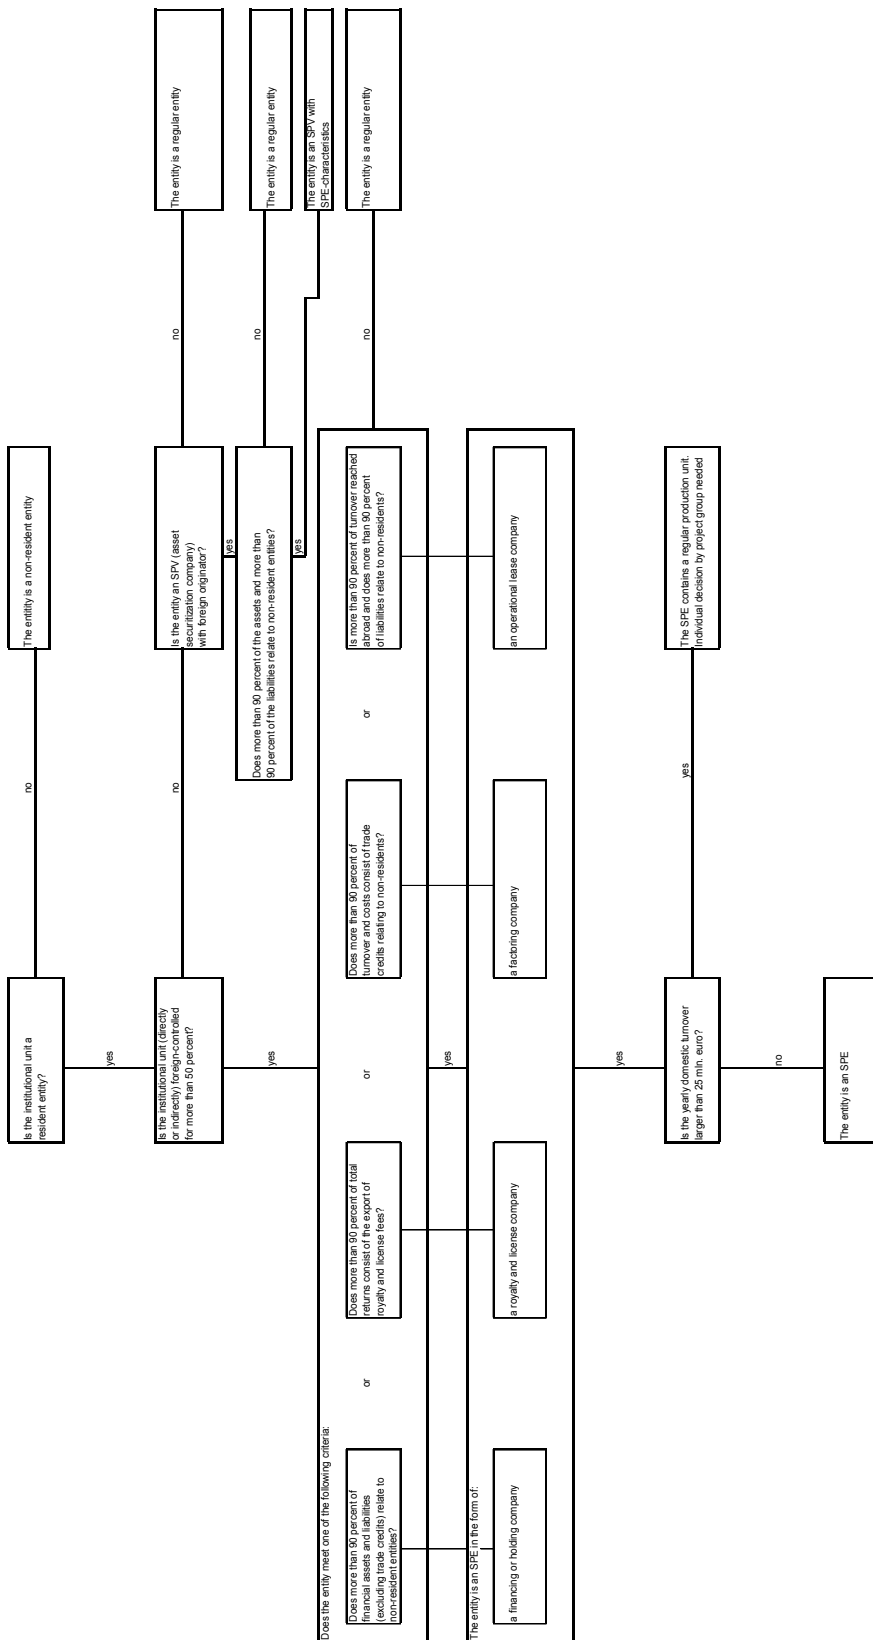 Is the institutional unit a
resident entity?
no
The entitity is a non-resident entity
yes
Is the institutional unit (directly
or indirectly) foreign-controlled
for more than 50 percent?
no
Is the entity an SPV (asset
securitization company)
with foreign originator?
no
The entity is a regular entity
yes
Does more than 90 percent of the assets and more than
90 percent of the liabilities relate to non-resident entities?
no
The entity is a regular entity
yes
The entity is an SPV with
SPE-characteristics
yes
Does the entity meet one of the following criteria:
Does more than 90 percent of
financial assets and liabilities
(excluding trade credits) relate to
non-resident entities?
or
Does more than 90 percent of total
returns consist of the export of
royalty and license fees?
or
Does more than 90 percent of
turnover and costs consist of trade
credits relating to non-residents?
or
Is more than 90 percent of turnover reached
abroad and does more than 90 percent
of liabilities relate to non-residents?
no
The entity is a regular entity
yes
The entity is an SPE in the form of:
a financing or holding company
a royalty and license company
a factoring company
an operational lease company
yes
Is the yearly domestic turnover
larger than 25 mln. euro?
yes
The SPE contains a regular production unit.
Individual decision by project group needed
no
The entity is an SPE